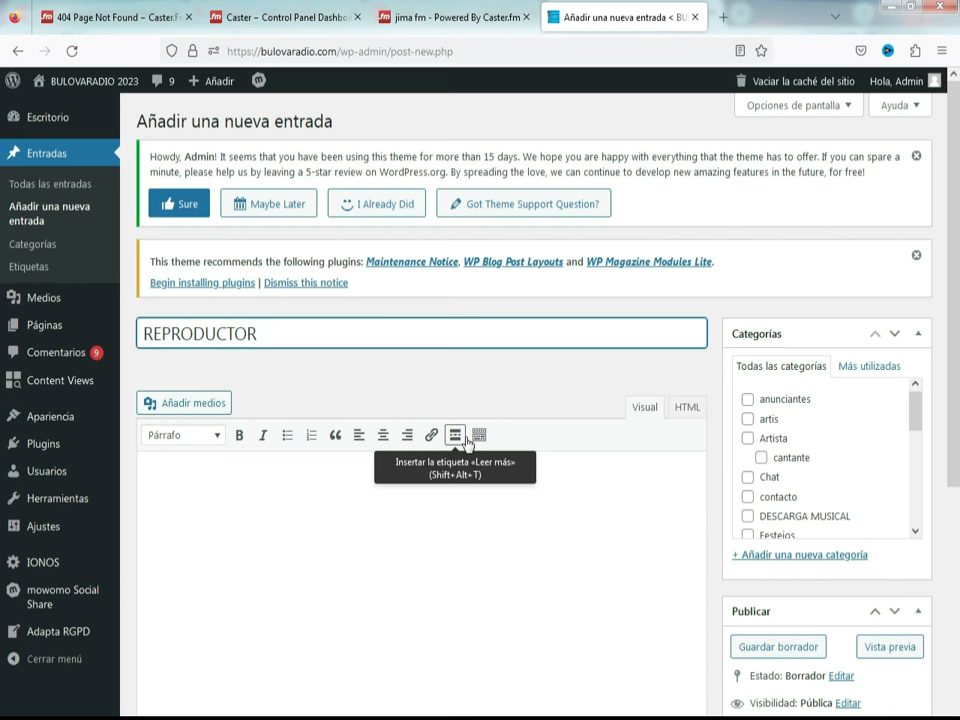 404 Page Not Found – Caster.F
Caster – Control Panel Dashbo
jima fm - Powered By Caster.fm
Añadir una nueva entrada < BU
https://bulovaradio.com/wp-admin/post-new.php
BULOVARADIO 2023
9
Añadir
Vaciar la caché del sitio
Hola, Admin
Escritorio
Entradas
Todas las entradas
Añadir una nueva
entrada
Categorías
Etiquetas
Medios
Páginas
Comentarios 9
Content Views
Apariencia
Plugins
Usuarios
Herramientas
Ajustes
IONOS
mowomo Social
Share
Adapta RGPD
Cerrar menú
Opciones de pantalla
Ayuda
Añadir una nueva entrada
Howdy, Admin! It seems that you have been using this theme for more than 15 days. We hope you are happy with everything that the theme has to offer. If you can spare a
minute, please help us by leaving a 5-star review on WordPress.org. By spreading the love, we can continue to develop new amazing features in the future, for free!
Sure
Maybe Later
I Already Did
Got Theme Support Question?
This theme recommends the following plugins: Maintenance Notice, WP Blog Post Layouts and WP Magazine Modules Lite.
Begin installing plugins | Dismiss this notice
REPRODUCTOR
Añadir medios
Visual
HTML
Párrafo
B
I
Insertar la etiqueta «Leer más»
(Shift+Alt+T)
Categorías
Todas las categorías
Más utilizadas
anunciantes
artis
Artista
cantante
Chat
contacto
DESCARGA MUSICAL
Festejos
+ Añadir una nueva categoría
Publicar
Guardar borrador
Vista previa
Estado: Borrador Editar
Visibilidad: Pública Editar